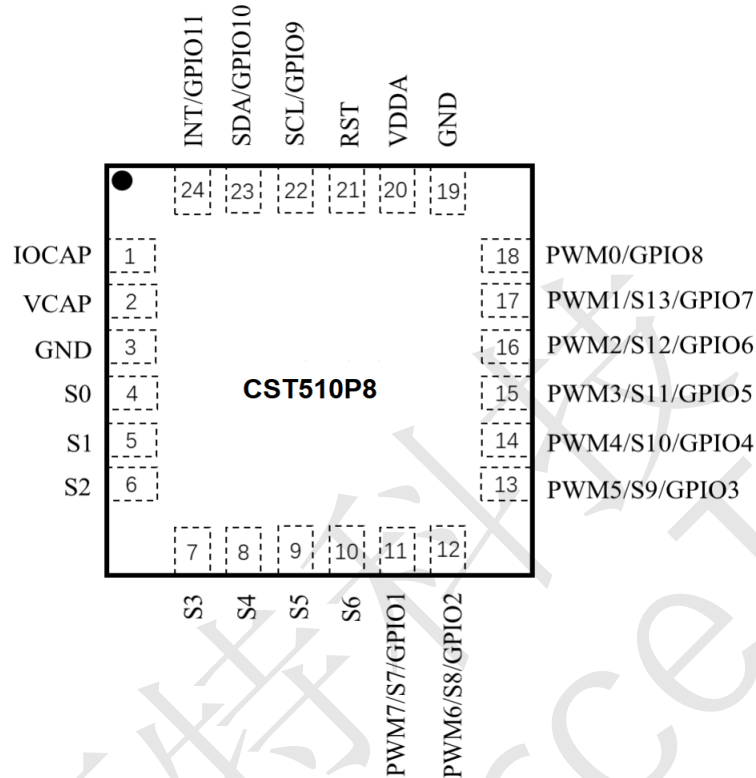 INT/GPIO11
SDA/GPIO10
SCL/GPIO9
RST
VDDA
GND
24 23 22 21 20 19
IOCAP 1
VCAP 2
GND 3
S0 4
S1 5
S2 6
18 PWM0/GPIO8
17 PWM1/S13/GPIO7
16 PWM2/S12/GPIO6
15 PWM3/S11/GPIO5
14 PWM4/S10/GPIO4
13 PWM5/S9/GPIO3
CST510P8
7 8 9 10 11 12
S3
S4
S5
S6
PWM7/S7/GPIO1
PWM6/S8/GPIO2
特科技